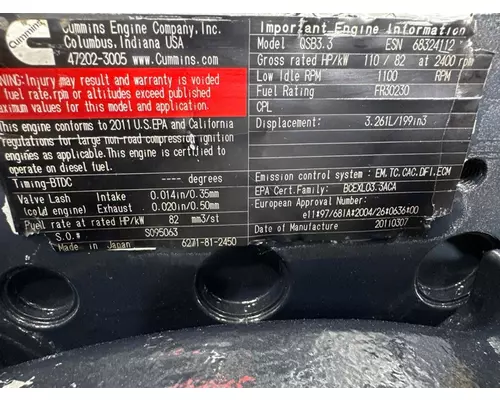 Cummins
Cummins Engine Company, Inc.
Columbus, Indiana USA
47202-3005 www.Cummins.com
NING: Injury may result and warranty is voided
fuel rate, rpm or altitudes exceed published
aximum values for this model and application.
This engine conforms to 2011 U.S.EPA and California
regulations for large non-road compression ignition
engines as applicable. This engine is certified to
operate on diesel fuel.
Timing-BTDC ---- degrees
Valve Lash Intake 0.014in/0.35mm
(cold engine) Exhaust 0.020in/0.50mm
Fuel rate at rated HP/kW 82 mm3/st
S.O.# S095063
Made in Japan 6271-81-2450
Important Engine Information
Model QSB3.3 ESN 68324112
Gross rated HP/kW 110 / 82 at 2400 rpm
Low Idle RPM 1100 RPM
Fuel Rating FR30230
CPL
Displacement: 3.261L/199in3
Emission control system: EM,TC,CAC,DFI,ECM
EPA Cert.Family: BCEXL03.3ACA
European Approval Number:
e11*97/68IA*2004/26*0636*00
Date of Manufacture 20110307